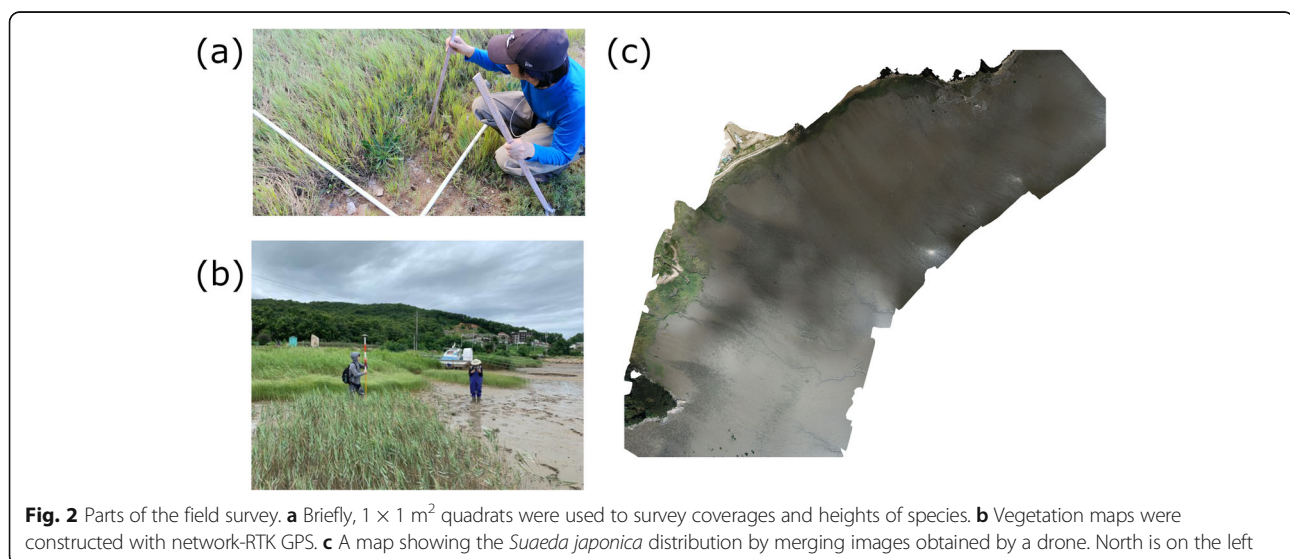 (a)
(c)
(b)
Fig. 2 Parts of the field survey. a Briefly, 1 × 1 m² quadrats were used to survey coverages and heights of species. b Vegetation maps were
constructed with network-RTK GPS. c A map showing the Suaeda japonica distribution by merging images obtained by a drone. North is on the left